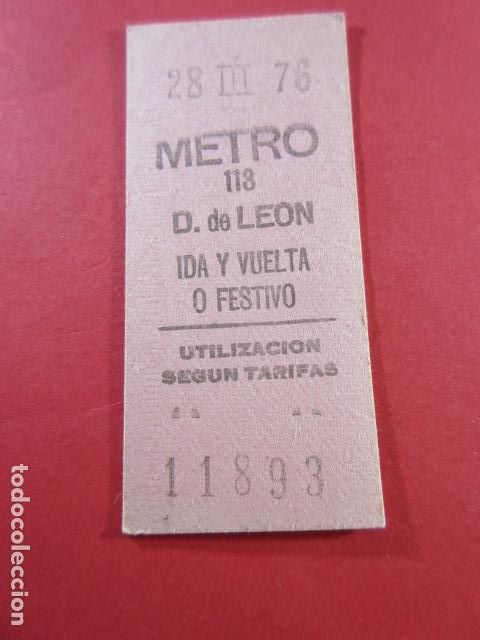 28 III 76
METRO
113
D. de LEON
IDA Y VUELTA
O FESTIVO
UTILIZACION
SEGUN TARIFAS
11893
todocoleccion